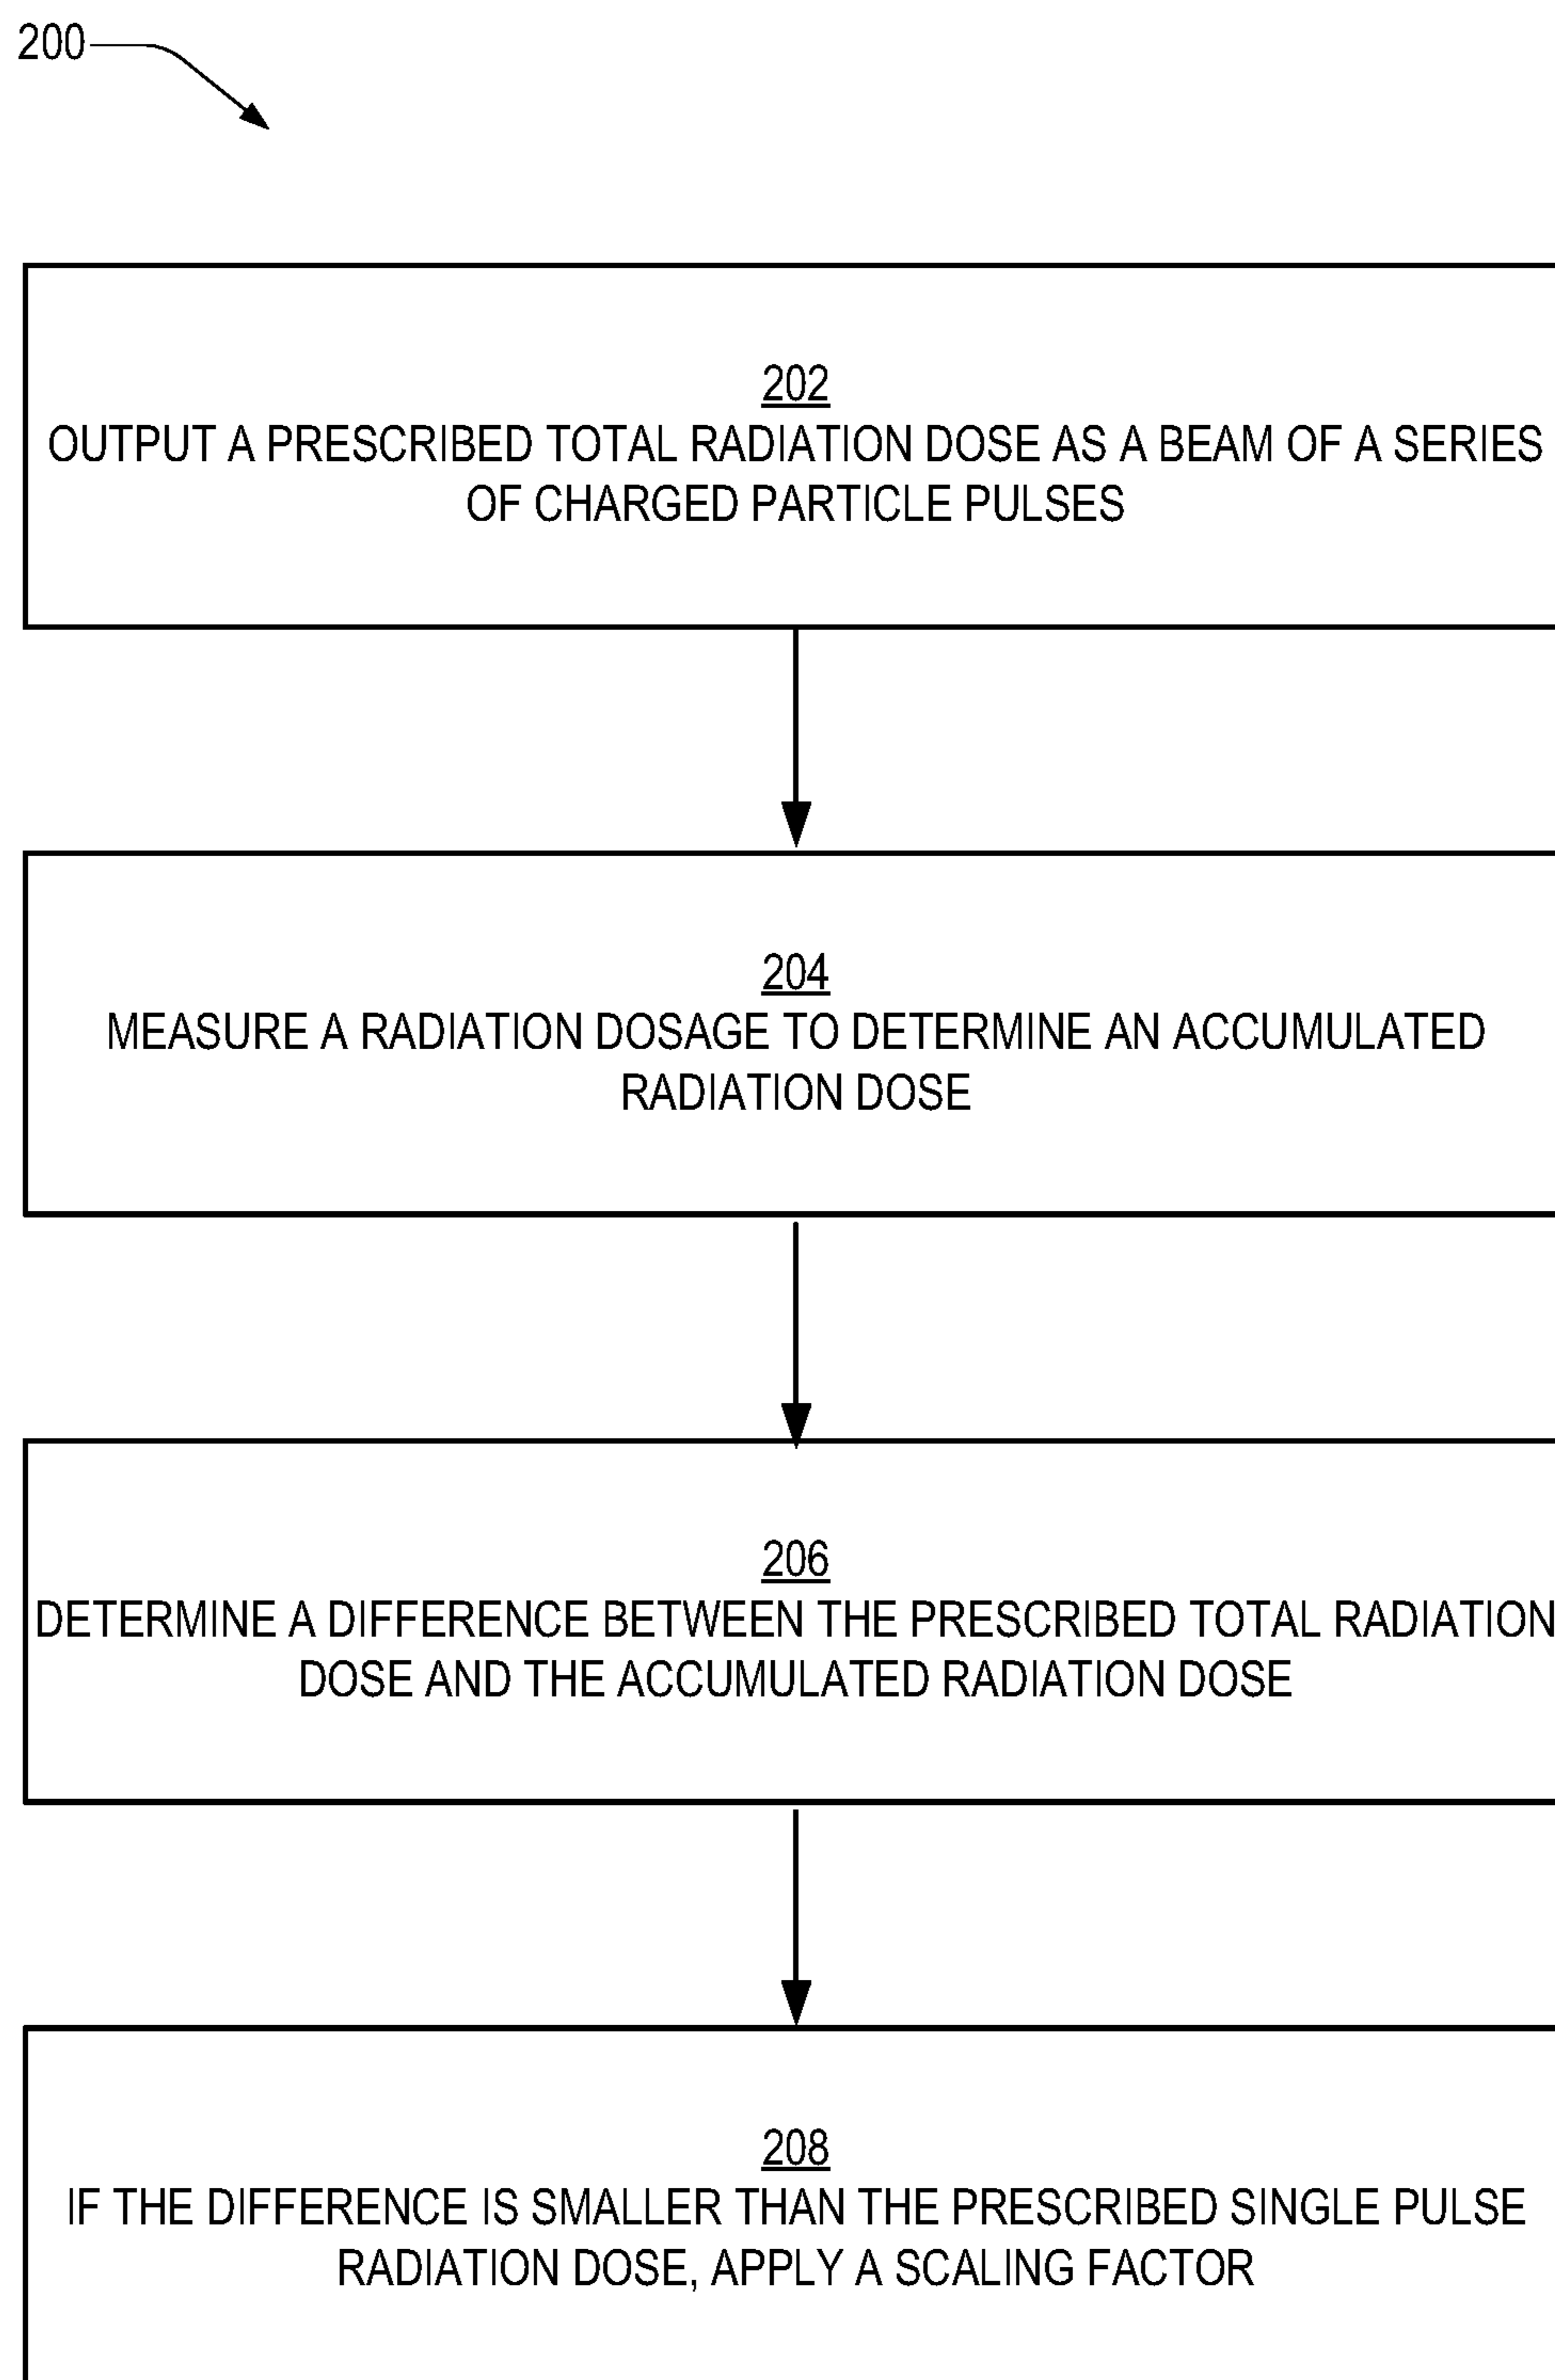 200
202
OUTPUT A PRESCRIBED TOTAL RADIATION DOSE AS A BEAM OF A SERIES
OF CHARGED PARTICLE PULSES
204
MEASURE A RADIATION DOSAGE TO DETERMINE AN ACCUMULATED
RADIATION DOSE
206
DETERMINE A DIFFERENCE BETWEEN THE PRESCRIBED TOTAL RADIATION
DOSE AND THE ACCUMULATED RADIATION DOSE
208
IF THE DIFFERENCE IS SMALLER THAN THE PRESCRIBED SINGLE PULSE
RADIATION DOSE, APPLY A SCALING FACTOR